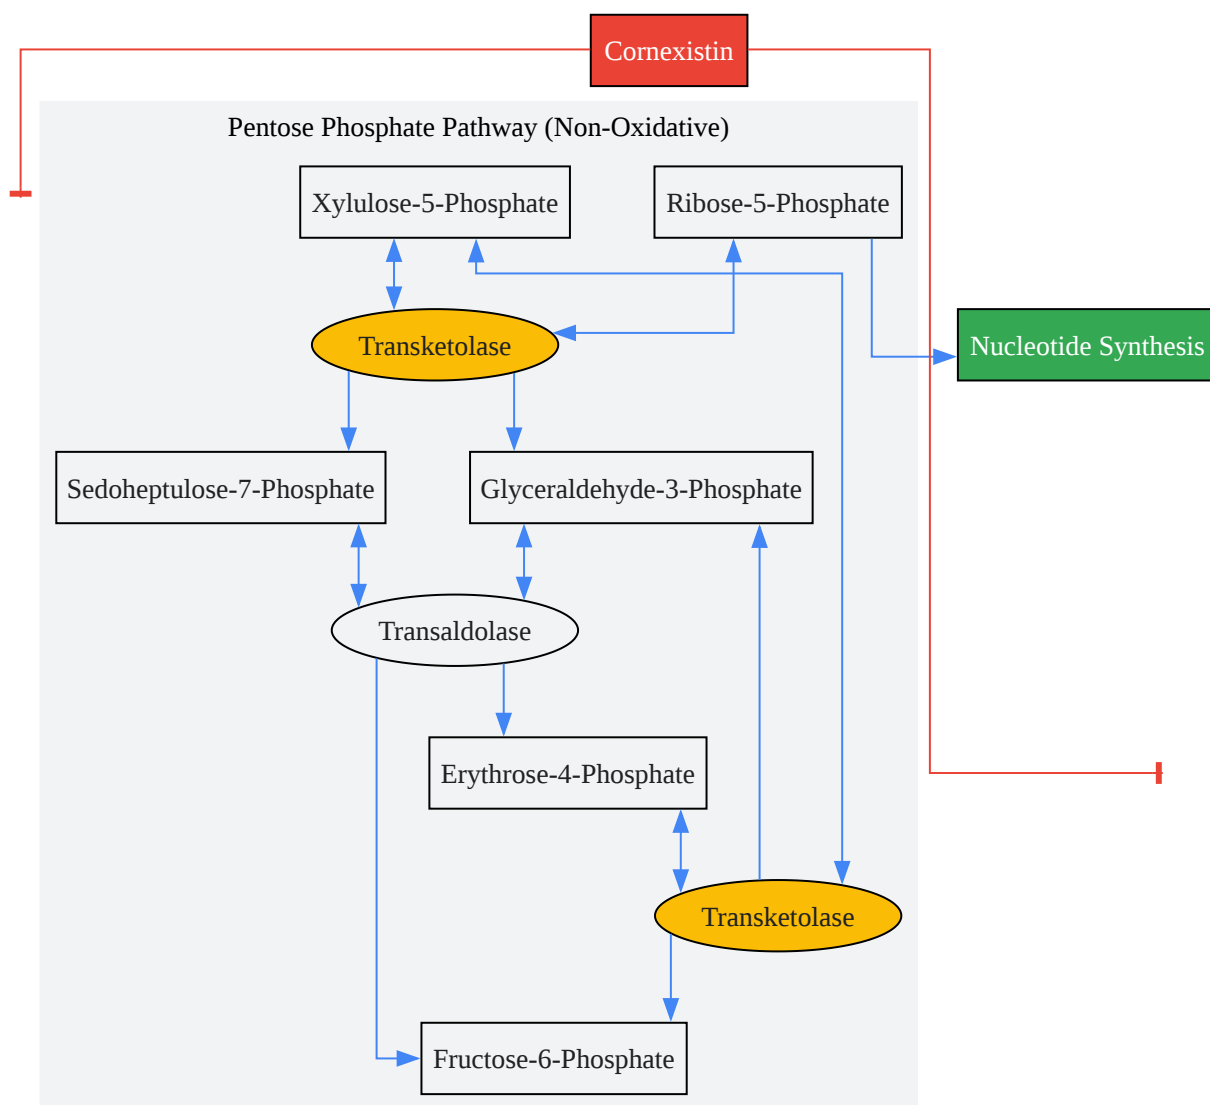 Cornexistin
Pentose Phosphate Pathway (Non-Oxidative)
Xylulose-5-Phosphate
Ribose-5-Phosphate
Transketolase
Nucleotide Synthesis
Sedoheptulose-7-Phosphate
Glyceraldehyde-3-Phosphate
Transaldolase
Erythrose-4-Phosphate
Transketolase
Fructose-6-Phosphate